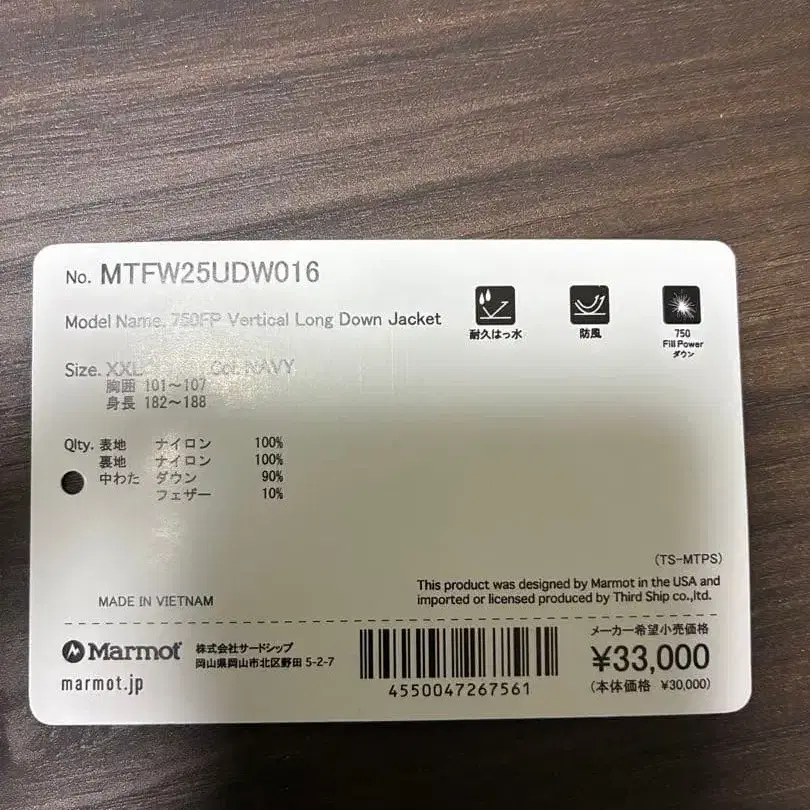 No. MTFW25UDW016
Model Name. 750FP Vertical Long Down Jacket
耐久はっ水
防風
750
Fill Power
ダウン
Size. XXL Col. NAVY
胸囲 101〜107
身長 182〜188
Qlty. 表地 ナイロン 100%
裏地 ナイロン 100%
中わた ダウン 90%
フェザー 10%
(TS-MTPS)
MADE IN VIETNAM
This product was designed by Marmot in the USA and
imported or licensed produced by Third Ship co.,ltd.
Marmot
marmot.jp
株式会社サードシップ
岡山県岡山市北区野田 5-2-7
4550047267561
メーカー希望小売価格
¥33,000
(本体価格 ¥30,000)